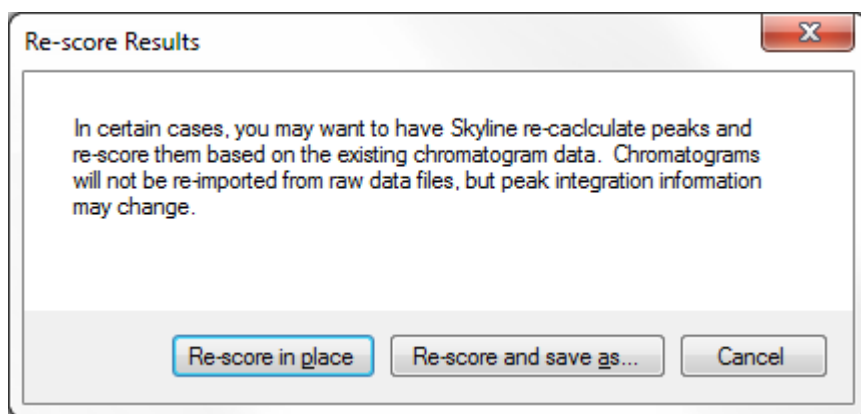 Re-score Results
In certain cases, you may want to have Skyline re-caclculate peaks and
re-score them based on the existing chromatogram data.  Chromatograms
will not be re-imported from raw data files, but peak integration information
may change.
Re-score in place
Re-score and save as...
Cancel